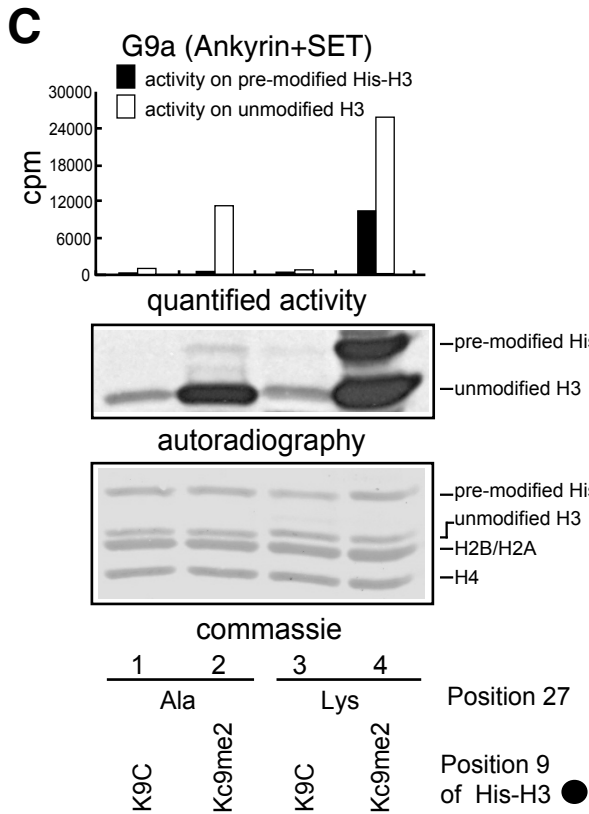 C
G9a (Ankyrin+SET)
activity on pre-modified His-H3
activity on unmodified H3
30000
24000
18000
12000
6000
0
cpm
quantified activity
pre-modified His
unmodified H3
autoradiography
pre-modified His
unmodified H3
H2B/H2A
H4
commassie
1 2 3 4
Ala Lys Position 27
K9C Kc9me2 K9C Kc9me2
Position 9
of His-H3